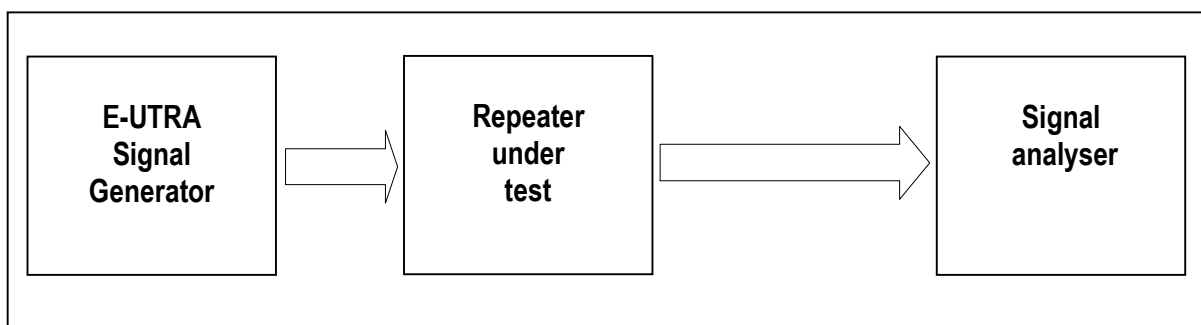 E-UTRA
Signal
Generator
Repeater
under
test
Signal
analyser